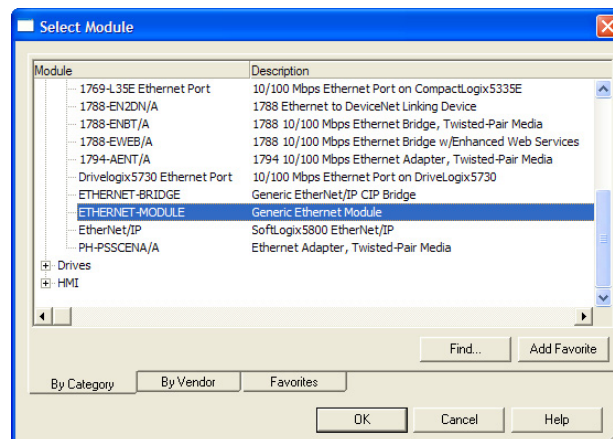 Select Module
Module Description
1769-L35E Ethernet Port 10/100 Mbps Ethernet Port on CompactLogix5335E
1788-EN2DN/A 1788 Ethernet to DeviceNet Linking Device
1788-ENBT/A 1788 10/100 Mbps Ethernet Bridge, Twisted-Pair Media
1788-EWEB/A 1788 10/100 Mbps Ethernet Bridge w/Enhanced Web Services
1794-AENT/A 1794 10/100 Mbps Ethernet Adapter, Twisted-Pair Media
Drivelogix5730 Ethernet Port 10/100 Mbps Ethernet Port on DriveLogix5730
ETHERNET-BRIDGE Generic EtherNet/IP CIP Bridge
ETHERNET-MODULE Generic Ethernet Module
EtherNet/IP SoftLogix5800 EtherNet/IP
PH-PSSCENA/A Ethernet Adapter, Twisted-Pair Media
Drives
HMI
Find... Add Favorite
By Category By Vendor Favorites
OK Cancel Help